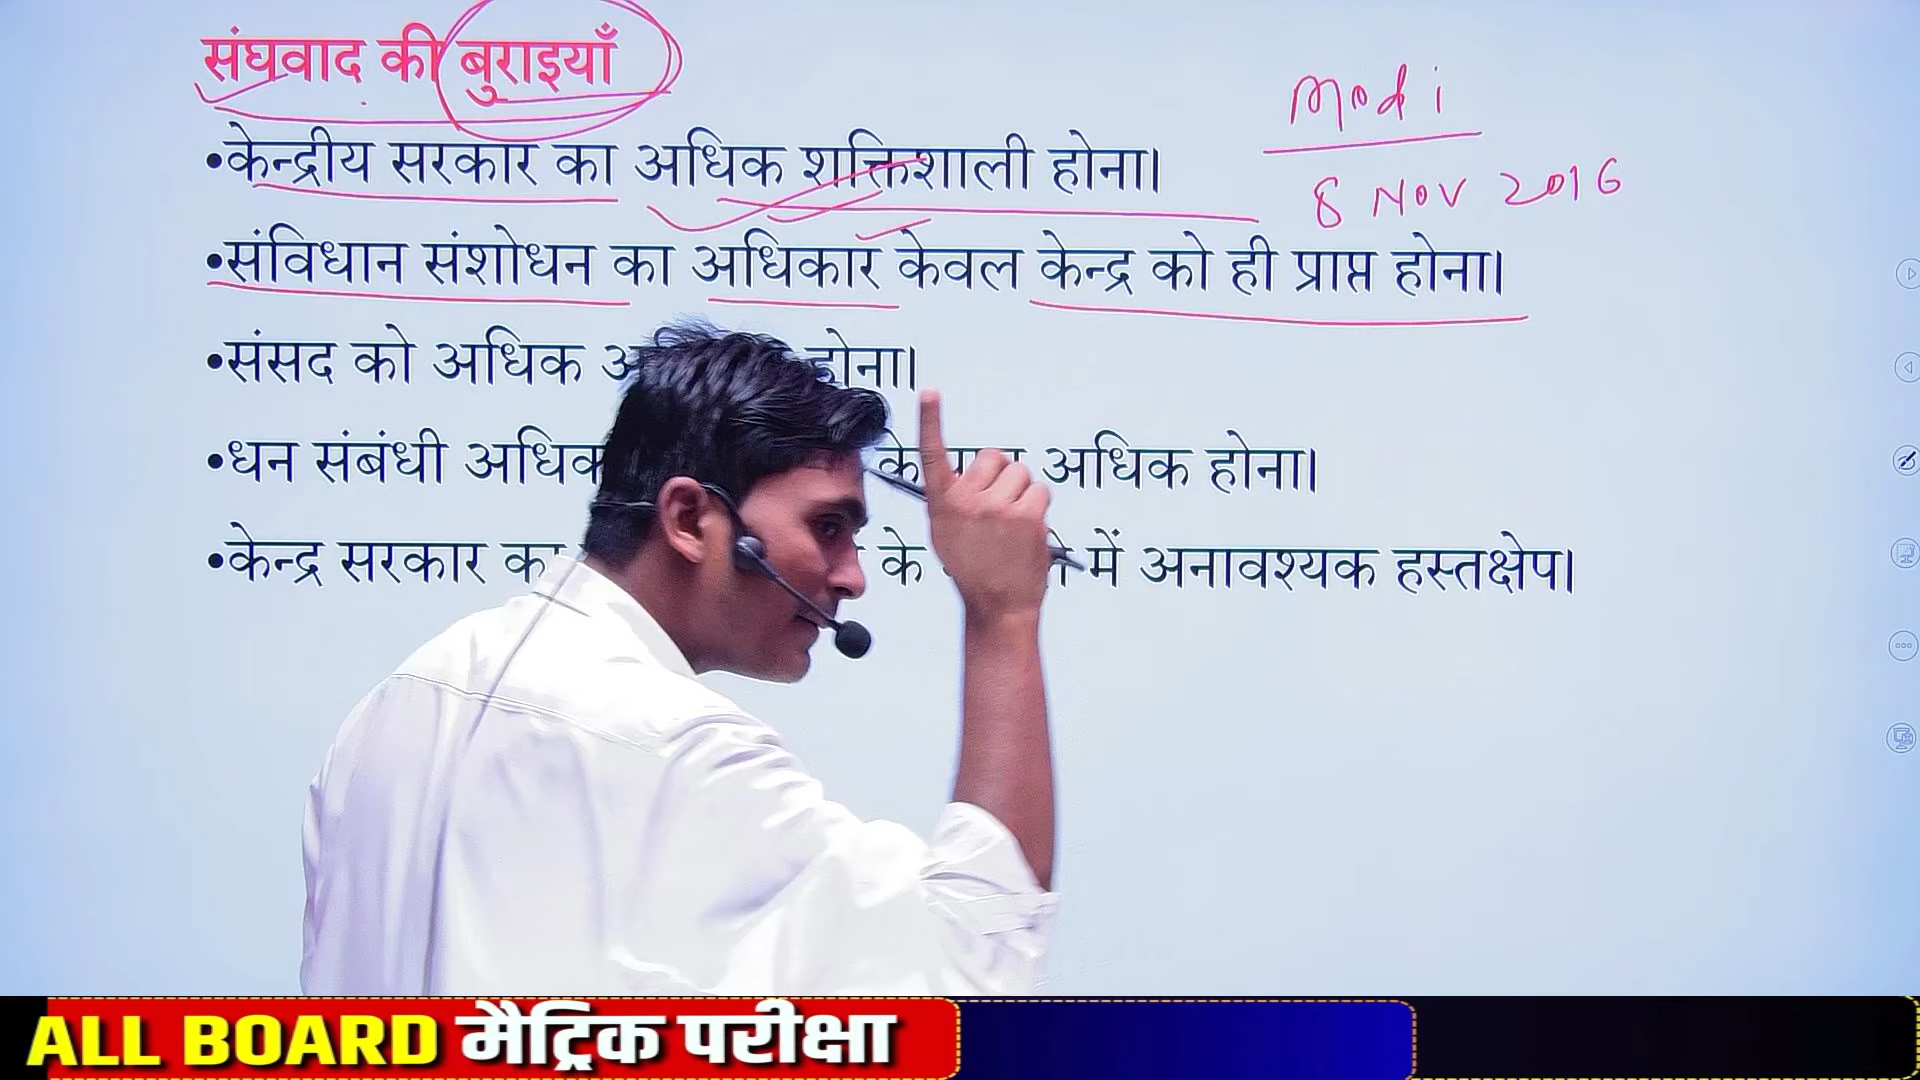 संघवाद की बुराइयाँ
Modi
8 NOV 2016
•केन्द्रीय सरकार का अधिक शक्तिशाली होना।
•संविधान संशोधन का अधिकार केवल केन्द्र को ही प्राप्त होना।
•संसद को अधिक होना।
•धन संबंधी के अधिक होना।
•केन्द्र सरकार के में अनावश्यक हस्तक्षेप।
ALL BOARD मैट्रिक परीक्षा